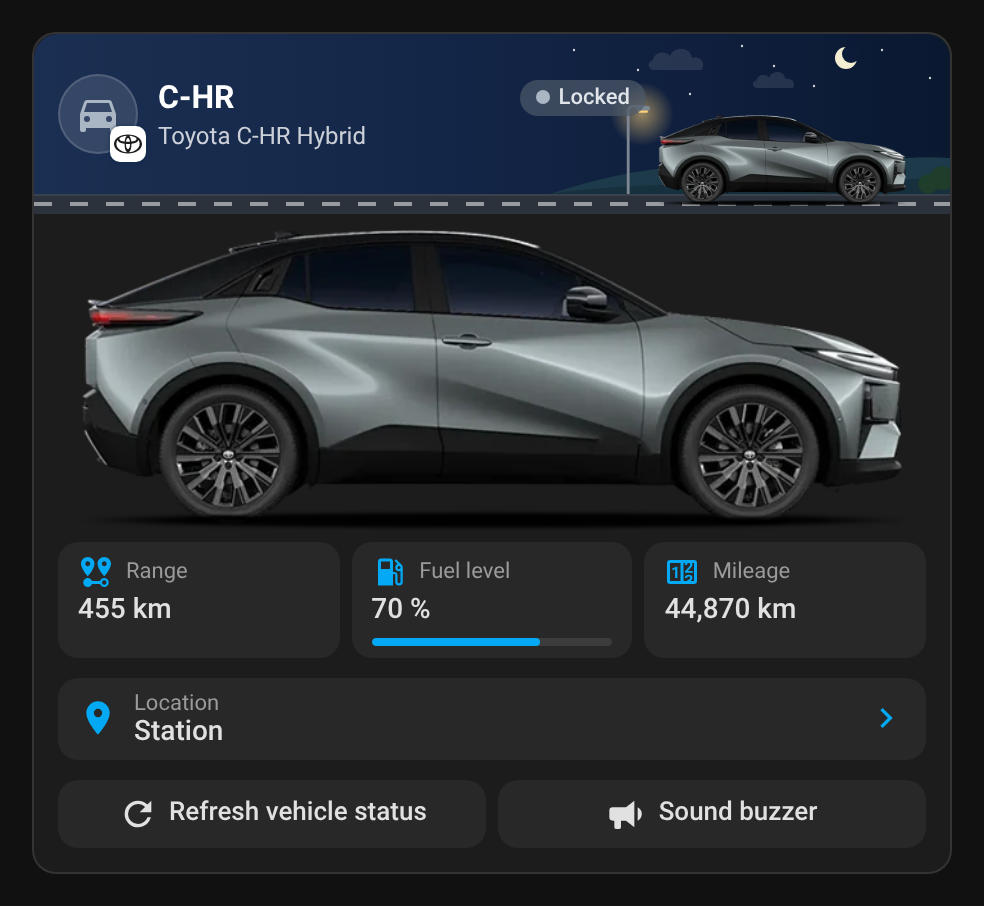 C-HR
Toyota C-HR Hybrid
Locked
Range
455 km
Fuel level
70 %
Mileage
44,870 km
Location
Station
Refresh vehicle status
Sound buzzer